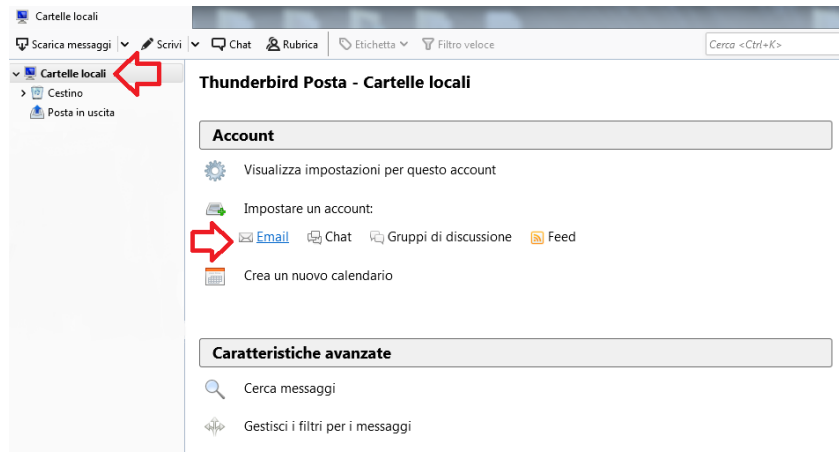 Cartelle locali
Scarica messaggi Scrivi Chat Rubrica Etichetta Filtro veloce Cerca <Ctrl+K>
Cartelle locali
Cestino
Posta in uscita
Thunderbird Posta - Cartelle locali
Account
Visualizza impostazioni per questo account
Impostare un account:
Email Chat Gruppi di discussione Feed
Crea un nuovo calendario
Caratteristiche avanzate
Cerca messaggi
Gestisci i filtri per i messaggi